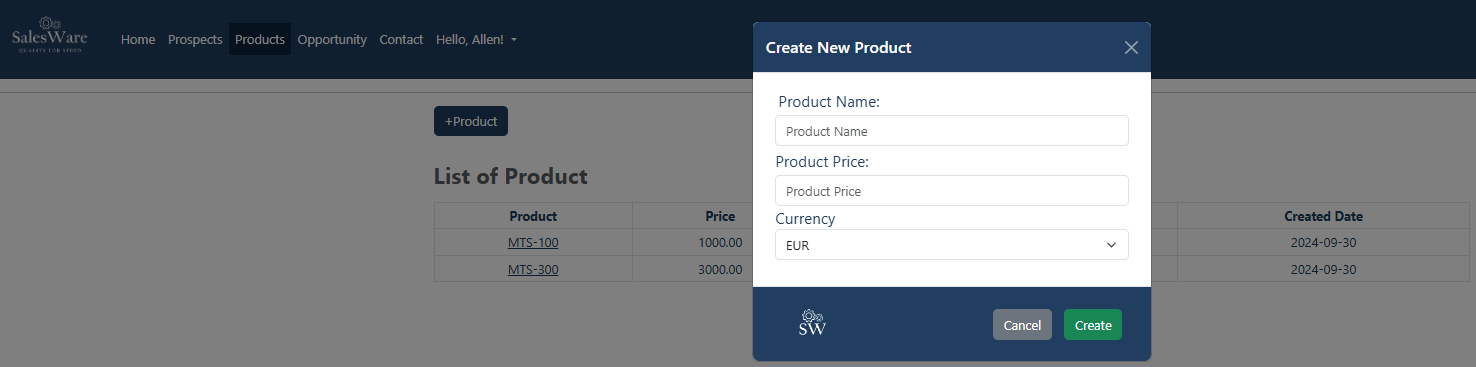 SalesWare
QUALITY FOR SPEED
Home Prospects Products Opportunity Contact Hello, Allen!
+Product
List of Product
Product Price Created Date
MTS-100 1000.00 2024-09-30
MTS-300 3000.00 2024-09-30
Create New Product
Product Name:
Product Name
Product Price:
Product Price
Currency
EUR
SW
Cancel Create